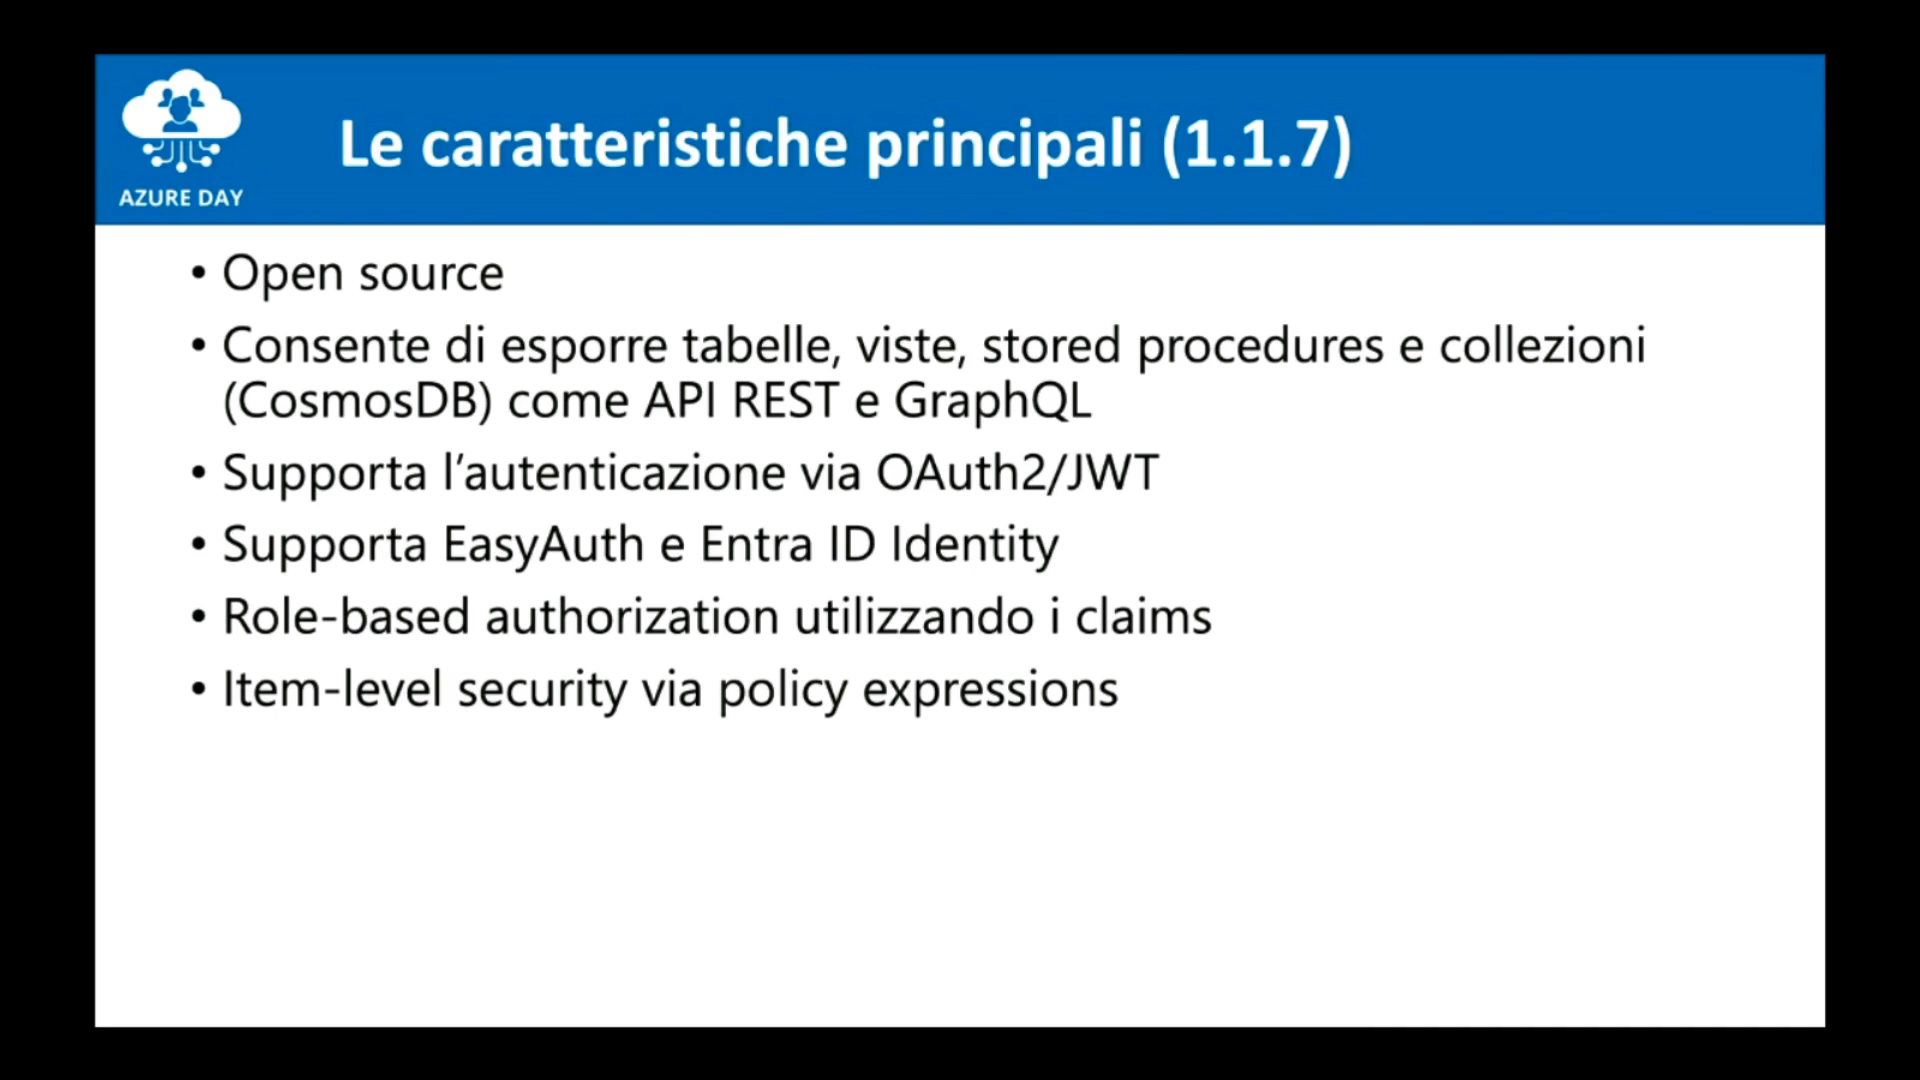 AZURE DAY
Le caratteristiche principali (1.1.7)
• Open source
• Consente di esporre tabelle, viste, stored procedures e collezioni
(CosmosDB) come API REST e GraphQL
• Supporta l’autenticazione via OAuth2/JWT
• Supporta EasyAuth e Entra ID Identity
• Role-based authorization utilizzando i claims
• Item-level security via policy expressions